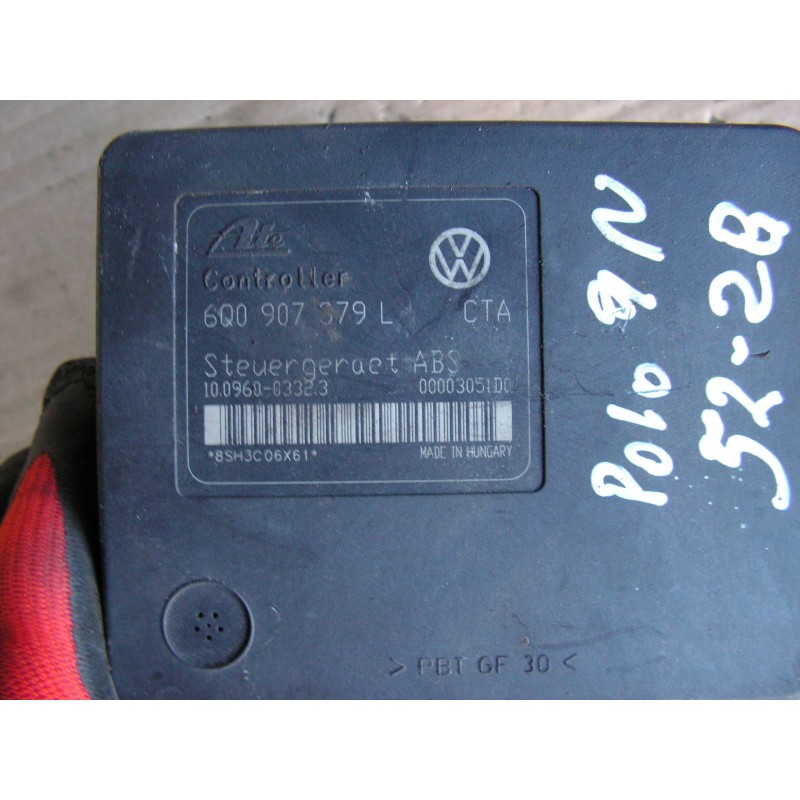 Ate
Controller
6Q0 907 379 L CTA
Steuergeraet ABS
10.0960-0332.3 00003051D0
*8SH3C06X61* MADE IN HUNGARY
> PBT GF 30 <
Polo 9N
52-28